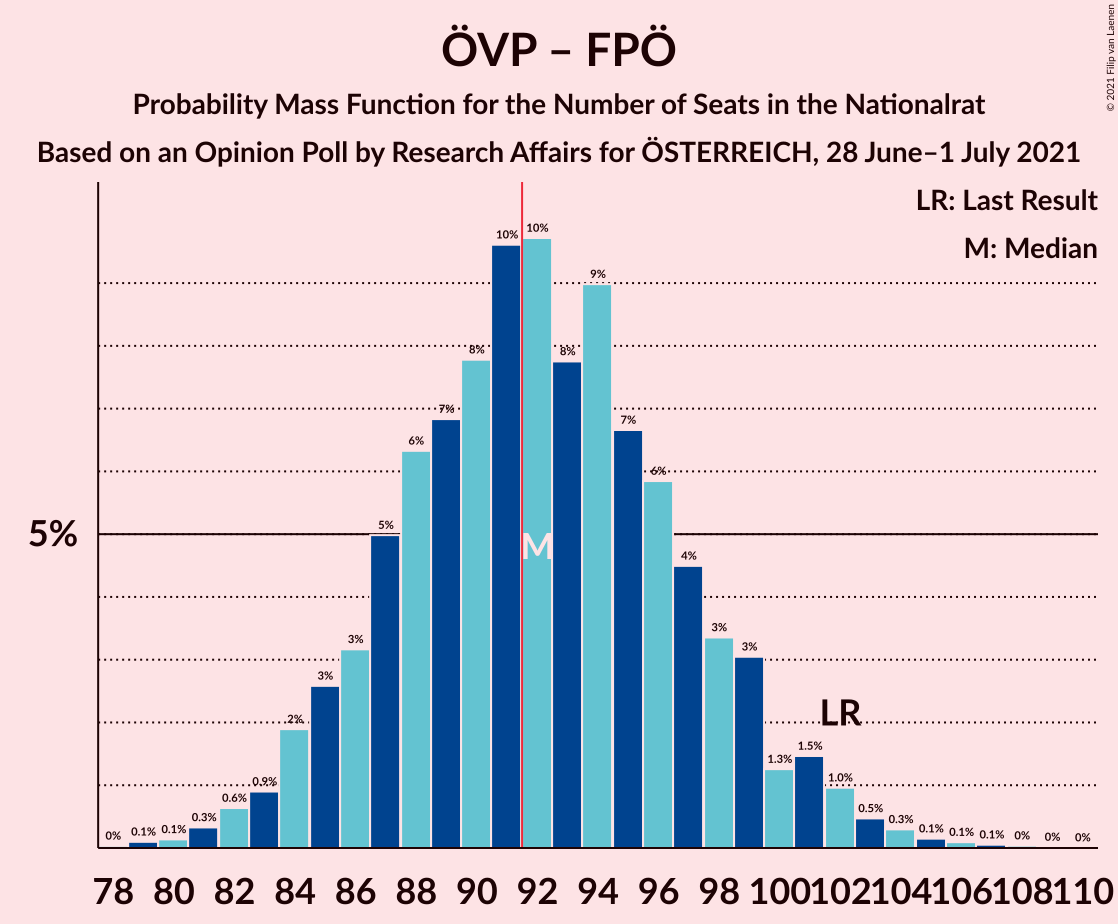 ÖVP – FPÖ
Probability Mass Function for the Number of Seats in the Nationalrat
Based on an Opinion Poll by Research Affairs for ÖSTERREICH, 28 June–1 July 2021
© 2021 Filip van Laenen
LR: Last Result
M: Median
5%
0% 0.1% 0.1% 0.3% 0.6% 0.9% 2% 3% 3% 5% 6% 7% 8% 10% 10% 8% 9% 7% 6% 4% 3% 3% 1.3% 1.5% 1.0% 0.5% 0.3% 0.1% 0.1% 0.1% 0% 0% 0%
M
LR
78 80 82 84 86 88 90 92 94 96 98 100 102 104 106 108 110